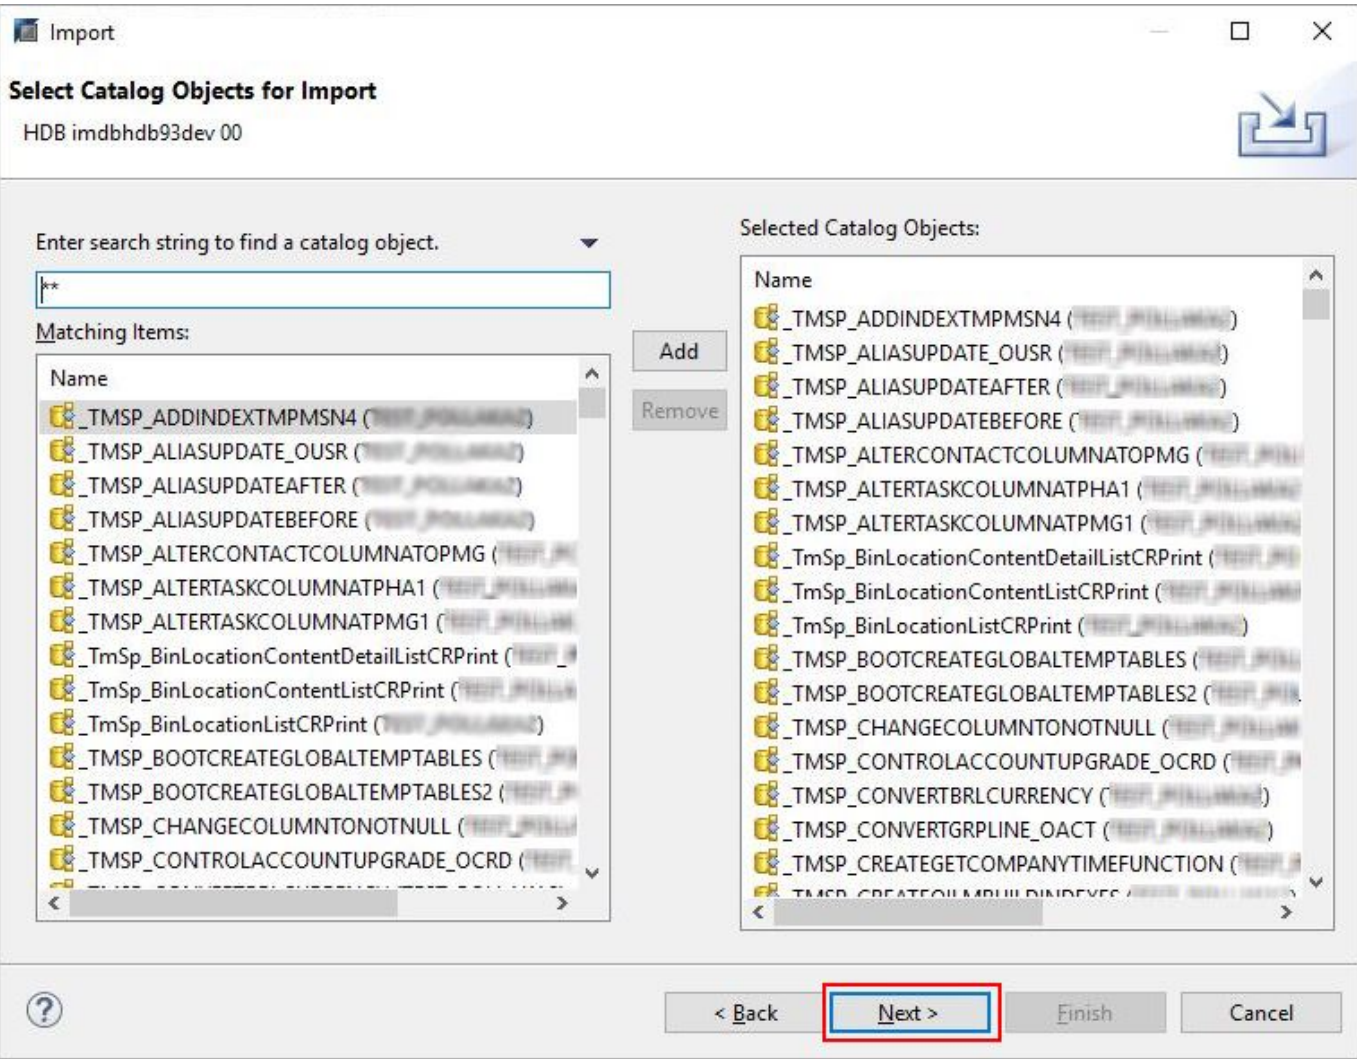 Import
Select Catalog Objects for Import
HDB imdbhdb93dev 00
Enter search string to find a catalog object.
**
Matching Items:
Name
_TMSP_ADDINDEXTMPMSN4 (
_TMSP_ALIASUPDATE_OUSR (
_TMSP_ALIASUPDATEAFTER (
_TMSP_ALIASUPDATEBEFORE (
_TMSP_ALTERCONTACTCOLUMNATOPMG (
_TMSP_ALTERTASKCOLUMNATPHA1 (
_TMSP_ALTERTASKCOLUMNATPMG1 (
_TmSp_BinLocationContentDetailListCRPrint (
_TmSp_BinLocationContentListCRPrint (
_TmSp_BinLocationListCRPrint (
_TMSP_BOOTCREATEGLOBALTEMPTABLES (
_TMSP_BOOTCREATEGLOBALTEMPTABLES2 (
_TMSP_CHANGECOLUMNTONOTNULL (
_TMSP_CONTROLACCOUNTUPGRADE_OCRD (
Add
Remove
Selected Catalog Objects:
Name
_TMSP_ADDINDEXTMPMSN4 (
_TMSP_ALIASUPDATE_OUSR (
_TMSP_ALIASUPDATEAFTER (
_TMSP_ALIASUPDATEBEFORE (
_TMSP_ALTERCONTACTCOLUMNATOPMG (
_TMSP_ALTERTASKCOLUMNATPHA1 (
_TMSP_ALTERTASKCOLUMNATPMG1 (
_TmSp_BinLocationContentDetailListCRPrint (
_TmSp_BinLocationContentListCRPrint (
_TmSp_BinLocationListCRPrint (
_TMSP_BOOTCREATEGLOBALTEMPTABLES (
_TMSP_BOOTCREATEGLOBALTEMPTABLES2 (
_TMSP_CHANGECOLUMNTONOTNULL (
_TMSP_CONTROLACCOUNTUPGRADE_OCRD (
_TMSP_CONVERTBRLCURRENCY (
_TMSP_CONVERTGRPLINE_OACT (
_TMSP_CREATEGETCOMPANYTIMEFUNCTION (
< Back
Next >
Finish
Cancel